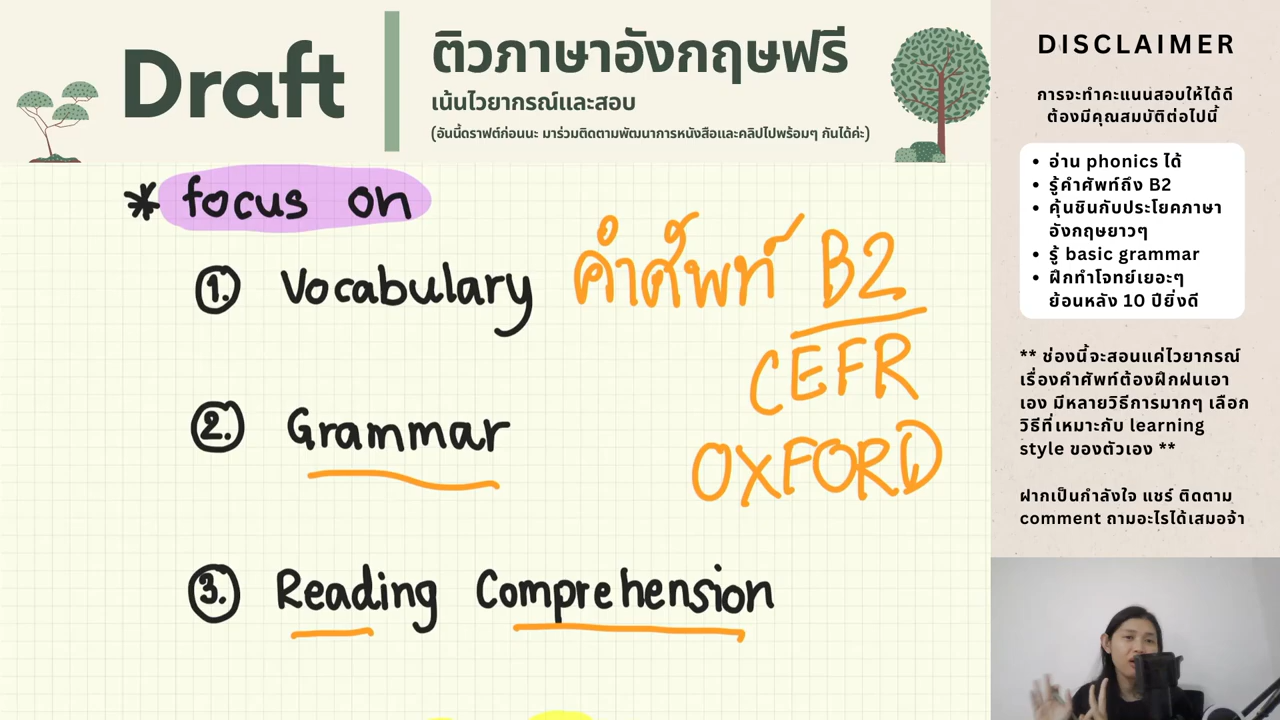 Draft
ติวภาษาอังกฤษฟรี
เน้นไวยากรณ์และสอบ
(อันนี้ดราฟต์ก่อนนะ มาร่วมติดตามพัฒนาการหนังสือและคลิปไปพร้อมๆ กันได้ค่ะ)
* focus on
1. Vocabulary คำศัพท์ B2
CEFR
OXFORD
2. Grammar
3. Reading Comprehension
DISCLAIMER
การจะทำคะแนนสอบให้ได้ดี
ต้องมีคุณสมบัติต่อไปนี้
• อ่าน phonics ได้
• รู้คำศัพท์ถึง B2
• คุ้นชินกับประโยคภาษา
อังกฤษยาวๆ
• รู้ basic grammar
• ฝึกทำโจทย์เยอะๆ
ย้อนหลัง 10 ปียิ่งดี
** ช่องนี้จะสอนแค่ไวยากรณ์
เรื่องคำศัพท์ต้องฝึกฝนเอา
เอง มีหลายวิธีการมากๆ เลือก
วิธีที่เหมาะกับ learning
style ของตัวเอง **
ฝากเป็นกำลังใจ แชร์ ติดตาม
comment ถามอะไรได้เสมอจ้า